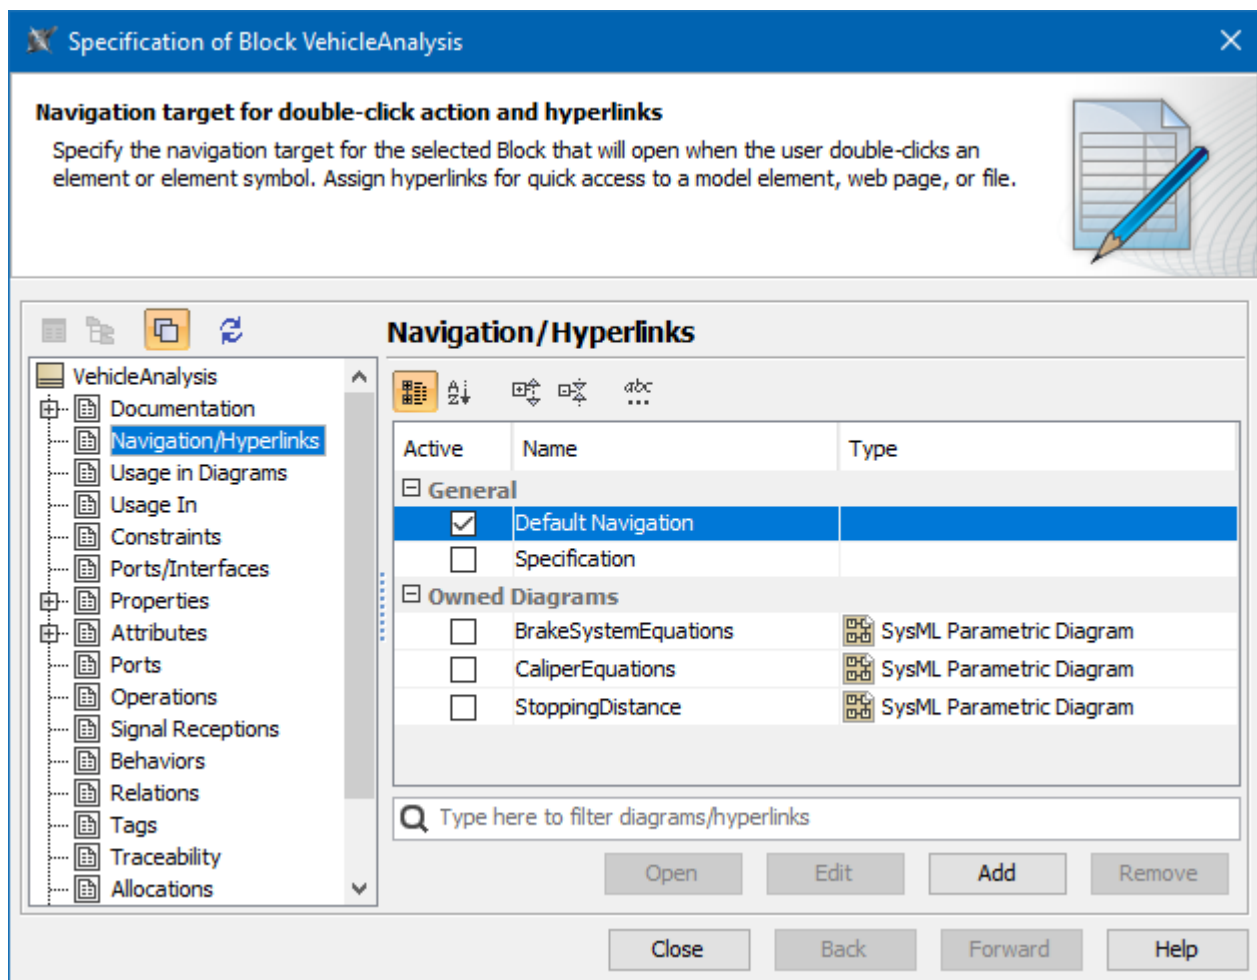 Specification of Block VehicleAnalysis
Navigation target for double-click action and hyperlinks
Specify the navigation target for the selected Block that will open when the user double-clicks an
element or element symbol. Assign hyperlinks for quick access to a model element, web page, or file.
VehicleAnalysis
Documentation
Navigation/Hyperlinks
Usage in Diagrams
Usage In
Constraints
Ports/Interfaces
Properties
Attributes
Ports
Operations
Signal Receptions
Behaviors
Relations
Tags
Traceability
Allocations
Navigation/Hyperlinks
A
Z
abc
...
Active Name Type
General
Default Navigation
Specification
Owned Diagrams
BrakeSystemEquations SysML Parametric Diagram
CaliperEquations SysML Parametric Diagram
StoppingDistance SysML Parametric Diagram
Type here to filter diagrams/hyperlinks
Open Edit Add Remove
Close Back Forward Help